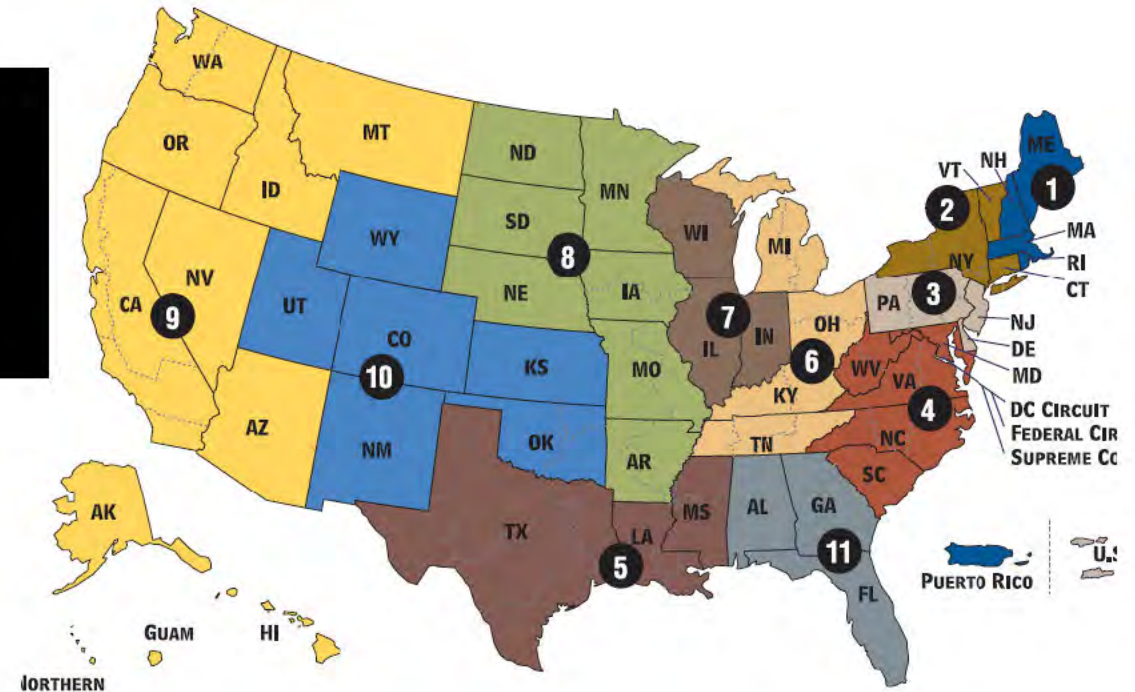 WA
MT
ME
OR
ND
VT
NH
ID
MN
1
2
SD
WI
WY
MA
MI
8
NY
RI
NV
NE
IA
CT
CA
UT
PA
3
9
7
OH
NJ
CO
IL
IN
DE
6
WV
KS
MO
MD
10
VA
KY
4
DC CIRCUIT
AZ
NC
FEDERAL CIR
OK
TN
SUPREME CO
NM
AR
SC
AK
TX
MS
AL
GA
LA
11
5
U.S
PUERTO RICO
FL
GUAM
HI
NORTHERN